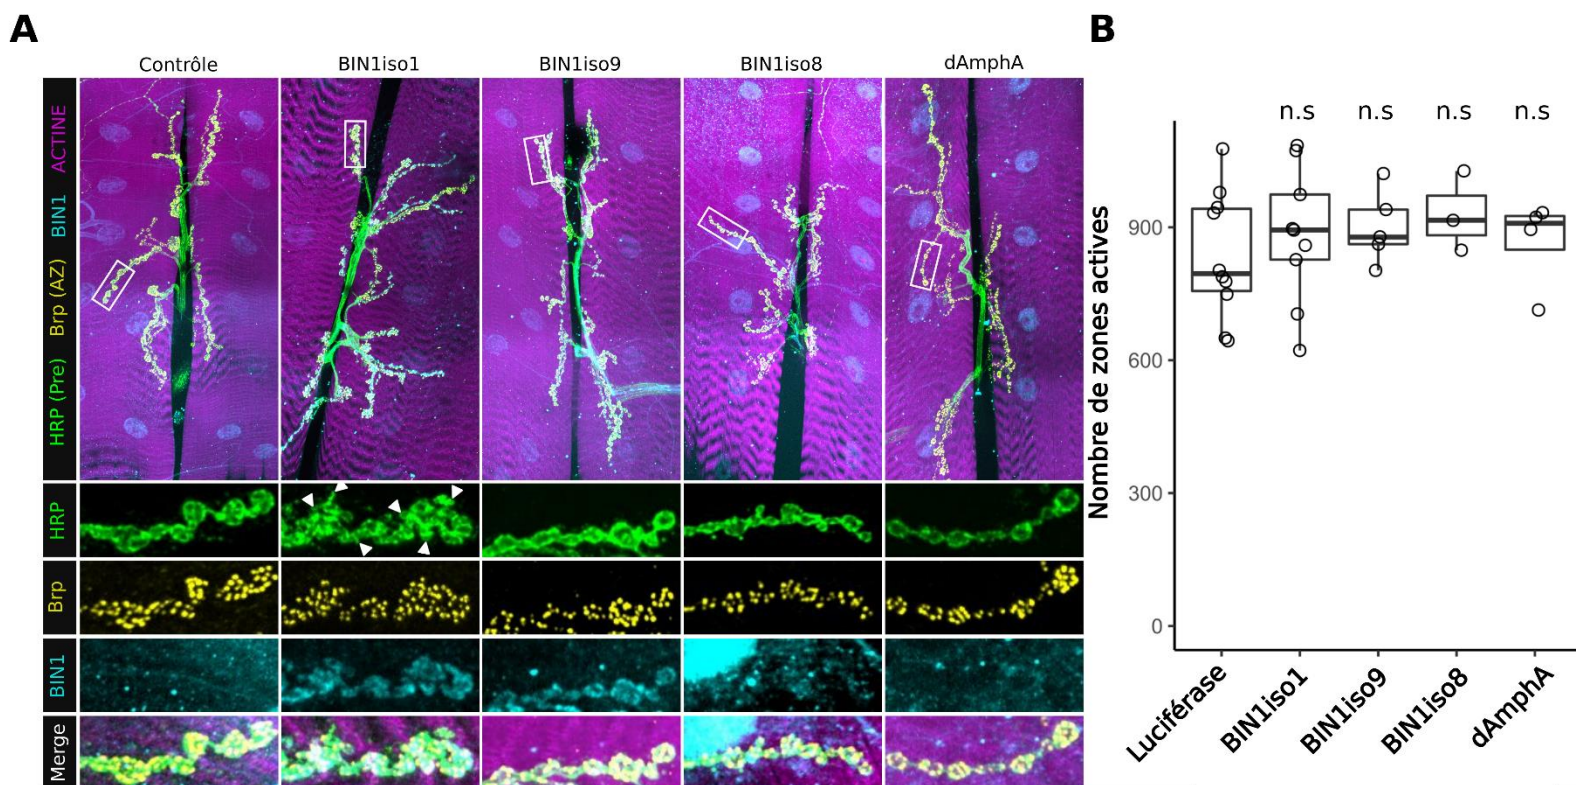 A
Contrôle BIN1iso1 BIN1iso9 BIN1iso8 dAmphA
HRP (Pre) Brp (AZ) BIN1 ACTINE
HRP
Brp
BIN1
Merge
B
n.s n.s n.s n.s
Nombre de zones actives
900
600
300
0
Luciférase BIN1iso1 BIN1iso9 BIN1iso8 dAmphA